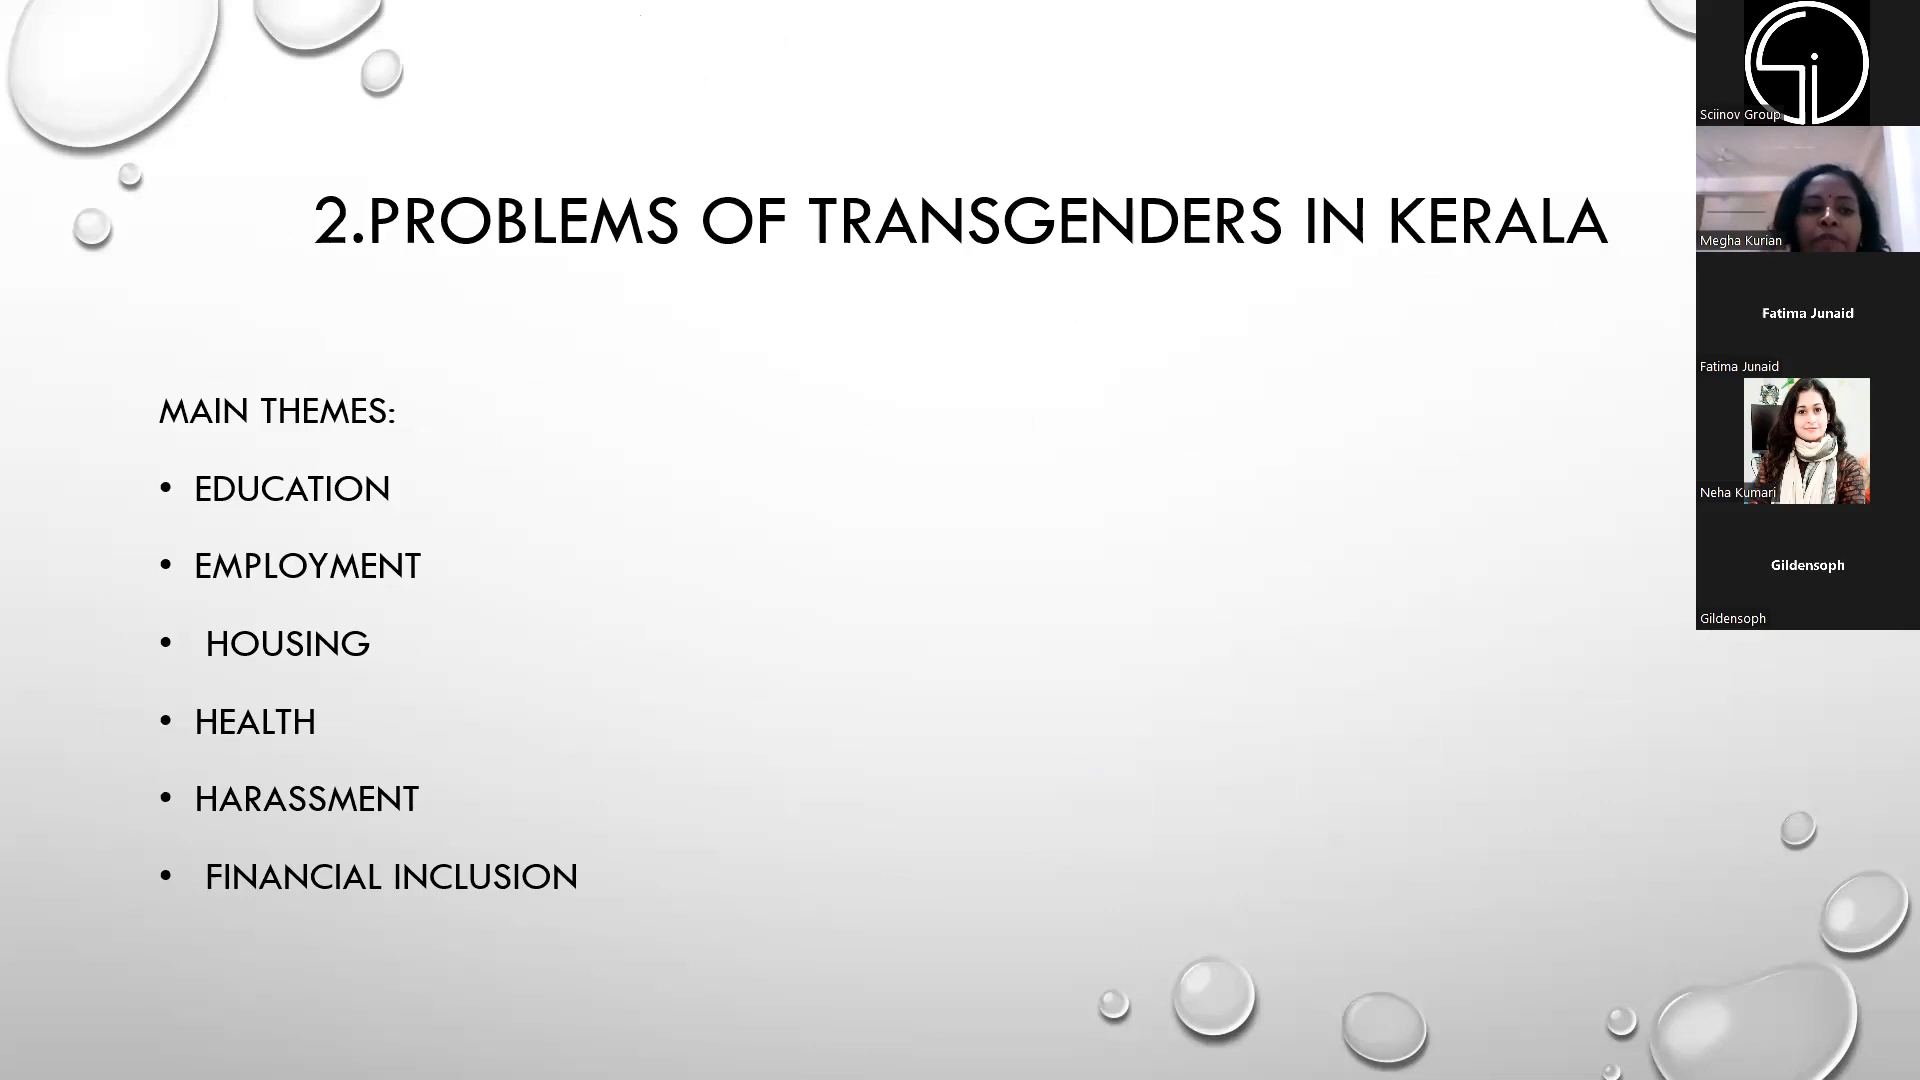 2.PROBLEMS OF TRANSGENDERS IN KERALA
MAIN THEMES:
• EDUCATION
• EMPLOYMENT
• HOUSING
• HEALTH
• HARASSMENT
• FINANCIAL INCLUSION
Sciinov Group
Megha Kurian
Fatima Junaid
Fatima Junaid
Neha Kumari
Gildensoph
Gildensoph